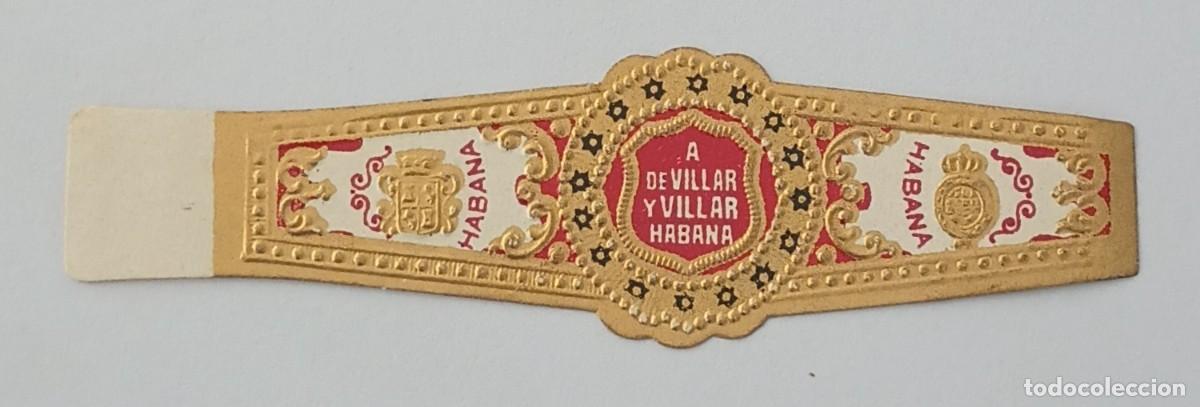 HABANA
A
DE VILLAR
Y VILLAR
HABANA
HABANA
todocoleccion